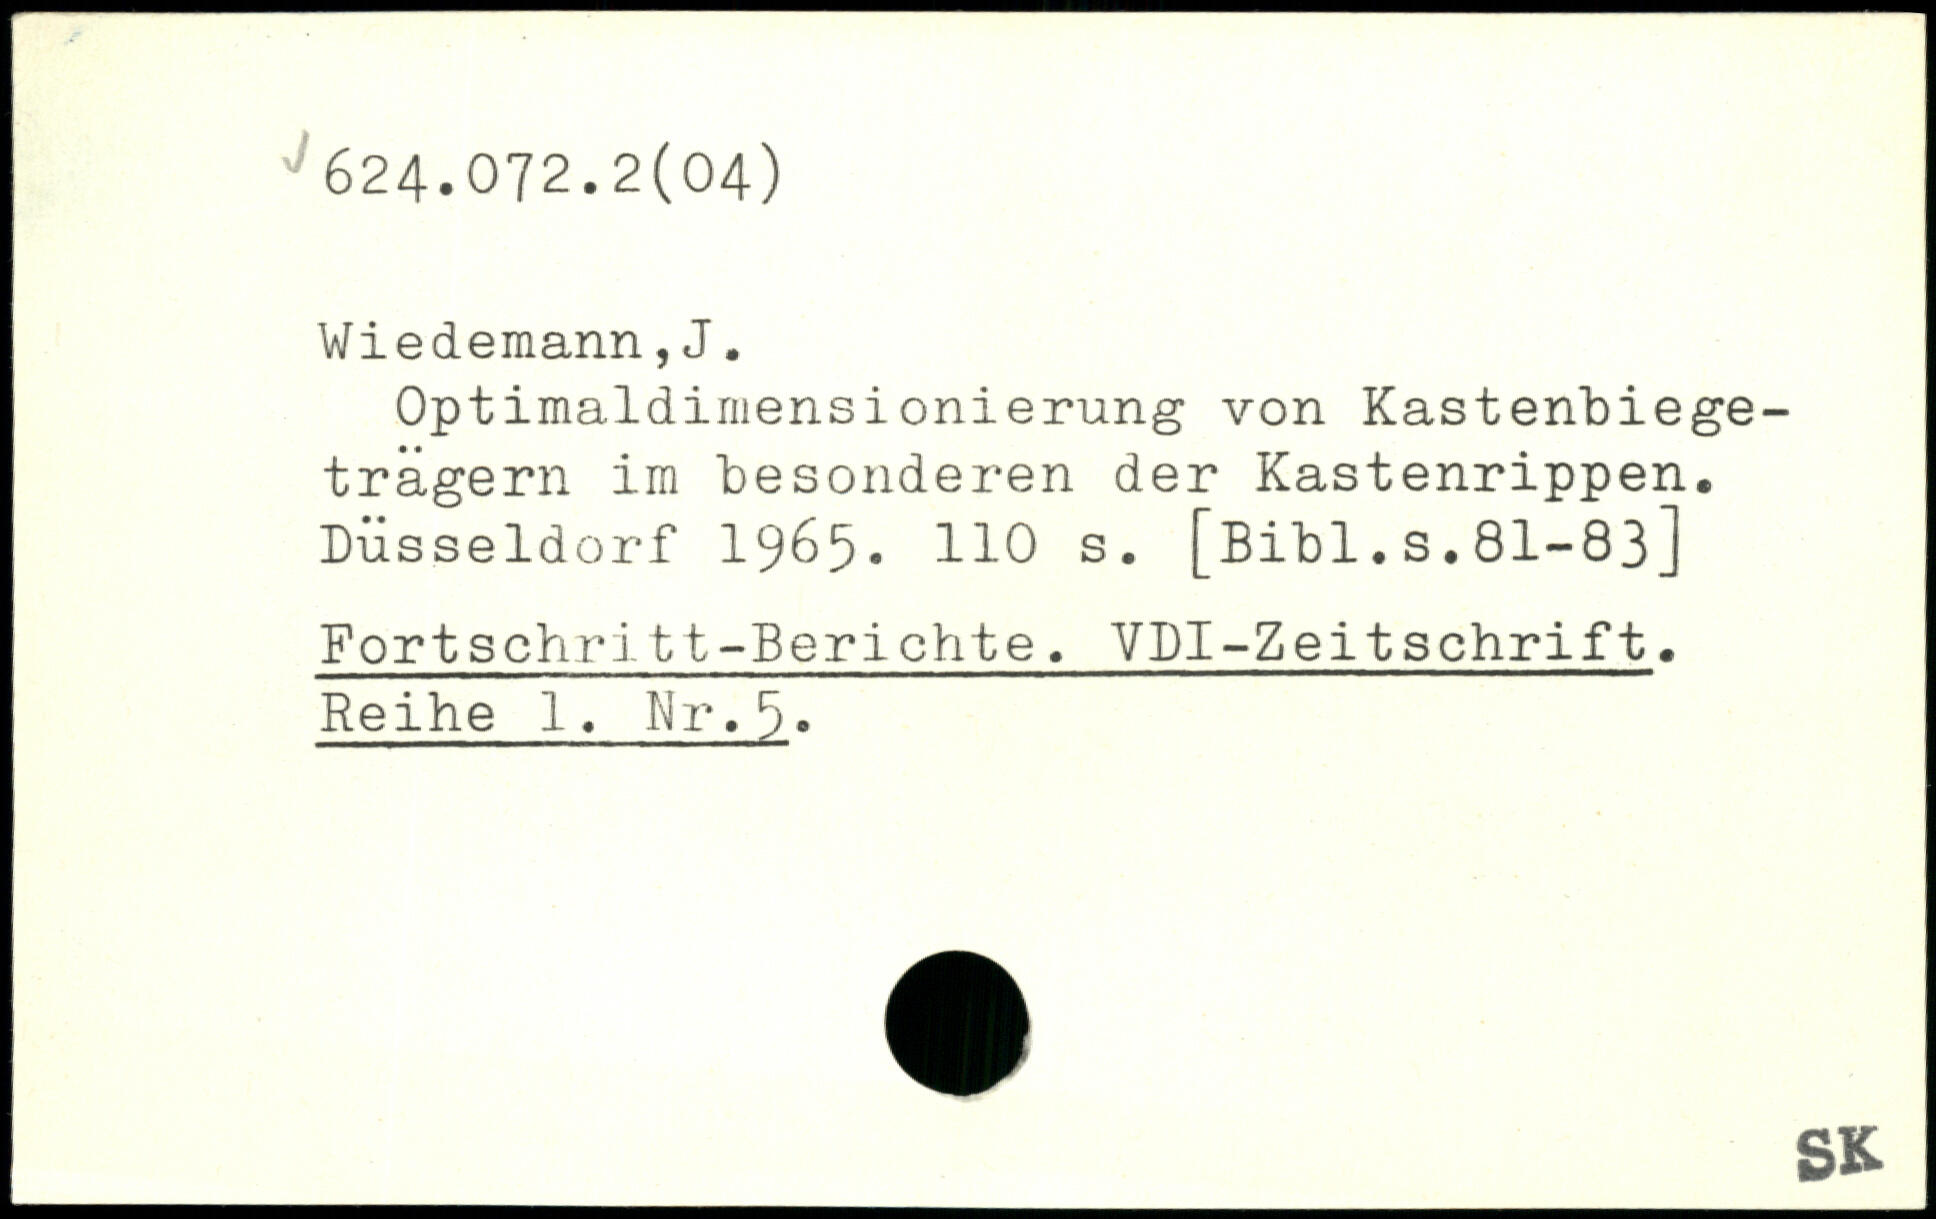 624.072.2(04)
Wiedemann,J.
Optimaldimensionierung von Kastenbiege-
trägern im besonderen der Kastenrippen.
Düsseldorf 1965. 110 s. [Bibl.s.81-83]
Fortschritt-Berichte. VDI-Zeitschrift.
Reihe 1. Nr.5.
SK